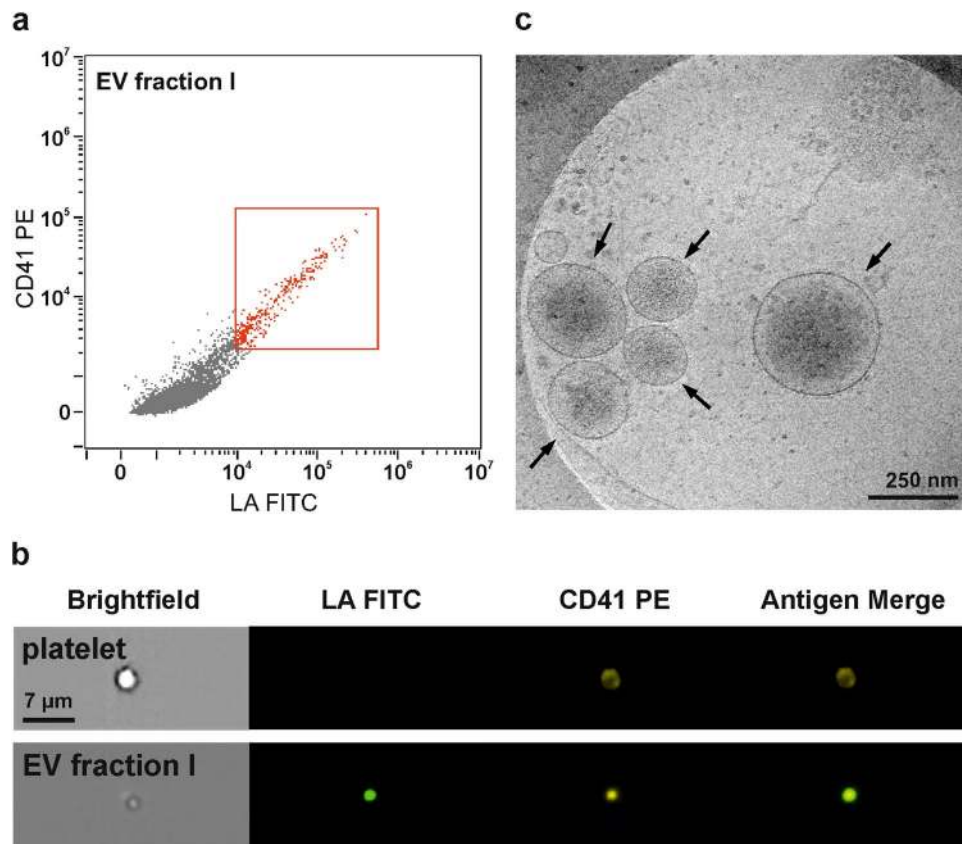 a
EV fraction I
10⁷
10⁶
10⁵
10⁴
0
CD41 PE
0
10⁴
10⁵
10⁶
10⁷
LA FITC
c
250 nm
b
Brightfield
LA FITC
CD41 PE
Antigen Merge
platelet
7 µm
EV fraction I